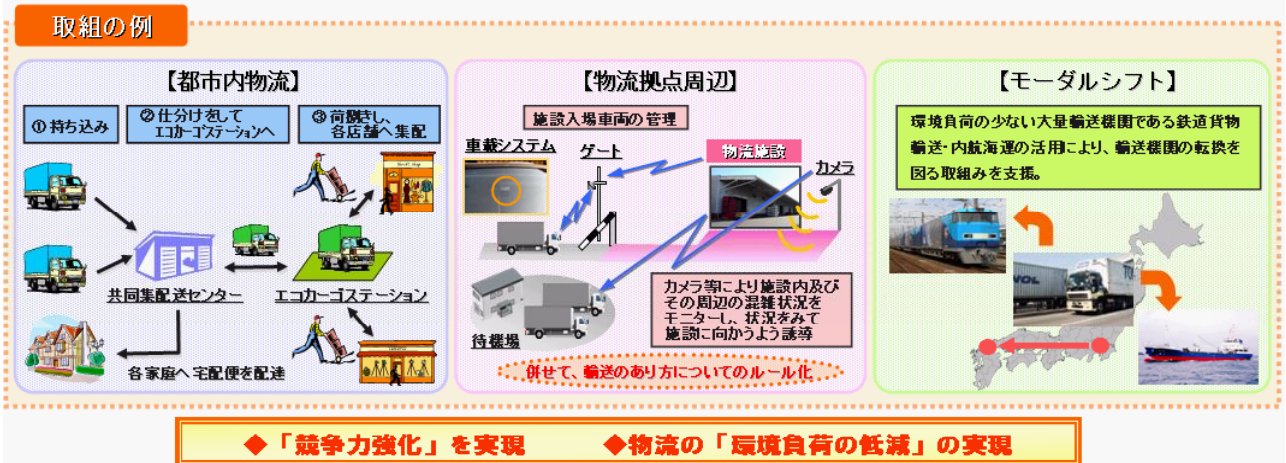 取組の例
【都市内物流】
①持ち込み
②仕分けをして
エコカーゴステーションへ
③荷捌きし、
各店舗へ集配
共同集配送センター
エコカーゴステーション
各家庭へ宅配便を配達
【物流拠点周辺】
施設入場車両の管理
車載システム
ゲート
物流施設
カメラ
待機場
カメラ等により施設内及び
その周辺の混雑状況を
モニターし、状況をみて
施設に向かうよう誘導
併せて、輸送のあり方についてのルール化
【モーダルシフト】
環境負荷の少ない大量輸送機関である鉄道貨物
輸送・内航海運の活用により、輸送機関の転換を
図る取組みを支援。
◆「競争力強化」を実現
◆物流の「環境負荷の低減」の実現